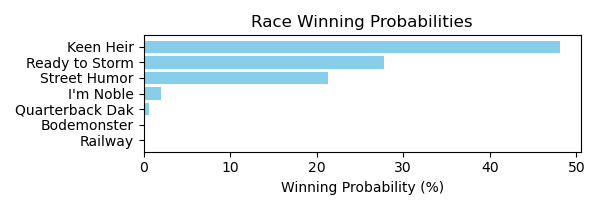 Race Winning Probabilities
Keen Heir
Ready to Storm
Street Humor
I'm Noble
Quarterback Dak
Bodemonster
Railway
0 10 20 30 40 50
Winning Probability (%)